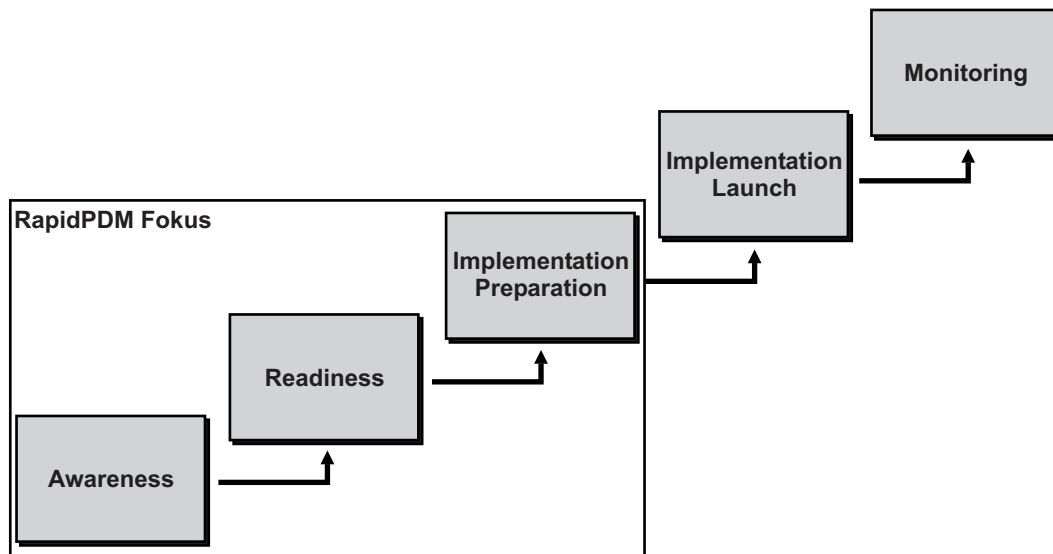 Monitoring
Implementation
Launch
RapidPDM Fokus
Implementation
Preparation
Readiness
Awareness